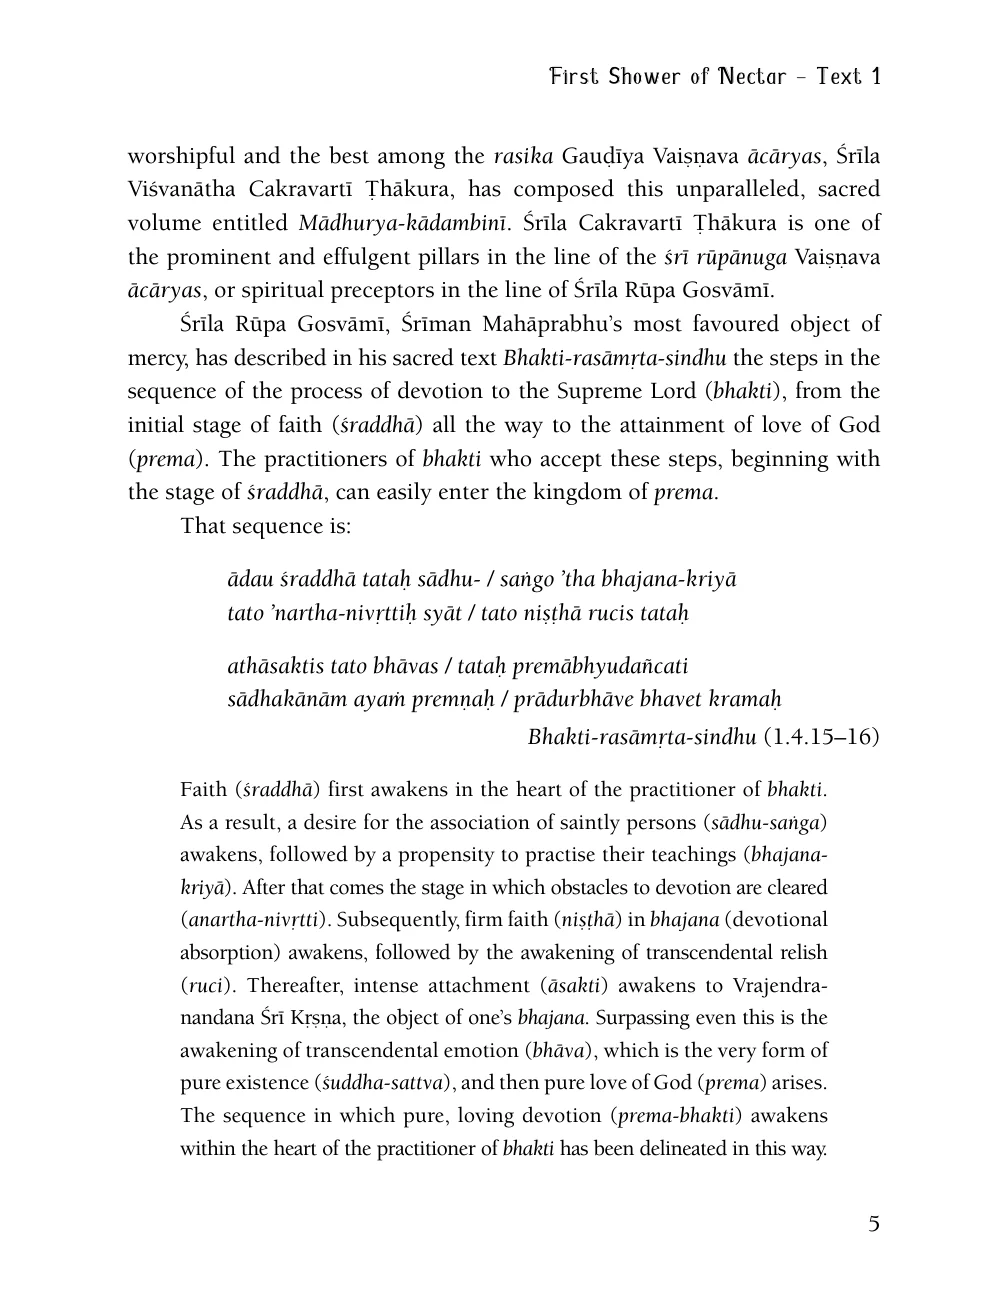 First Shower of Nectar – Text 1
worshipful and the best among the rasika Gauḍīya Vaiṣṇava ācāryas, Śrīla
Viśvanātha Cakravartī Ṭhākura, has composed this unparalleled, sacred
volume entitled Mādhurya-kādambinī. Śrīla Cakravartī Ṭhākura is one of
the prominent and effulgent pillars in the line of the śrī rūpānuga Vaiṣṇava
ācāryas, or spiritual preceptors in the line of Śrīla Rūpa Gosvāmī.
Śrīla Rūpa Gosvāmī, Śrīman Mahāprabhu’s most favoured object of
mercy, has described in his sacred text Bhakti-rasāmṛta-sindhu the steps in the
sequence of the process of devotion to the Supreme Lord (bhakti), from the
initial stage of faith (śraddhā) all the way to the attainment of love of God
(prema). The practitioners of bhakti who accept these steps, beginning with
the stage of śraddhā, can easily enter the kingdom of prema.
That sequence is:
ādau śraddhā tataḥ sādhu- / saṅgo ’tha bhajana-kriyā
tato ’nartha-nivṛttiḥ syāt / tato niṣṭhā rucis tataḥ
athāsaktis tato bhāvas / tataḥ premābhyudañcati
sādhakānām ayaṁ premṇaḥ / prādurbhāve bhavet kramaḥ
Bhakti-rasāmṛta-sindhu (1.4.15–16)
Faith (śraddhā) first awakens in the heart of the practitioner of bhakti.
As a result, a desire for the association of saintly persons (sādhu-saṅga)
awakens, followed by a propensity to practise their teachings (bhajana-
kriyā). After that comes the stage in which obstacles to devotion are cleared
(anartha-nivṛtti). Subsequently, firm faith (niṣṭhā) in bhajana (devotional
absorption) awakens, followed by the awakening of transcendental relish
(ruci). Thereafter, intense attachment (āsakti) awakens to Vrajendra-
nandana Śrī Kṛṣṇa, the object of one’s bhajana. Surpassing even this is the
awakening of transcendental emotion (bhāva), which is the very form of
pure existence (śuddha-sattva), and then pure love of God (prema) arises.
The sequence in which pure, loving devotion (prema-bhakti) awakens
within the heart of the practitioner of bhakti has been delineated in this way.
5